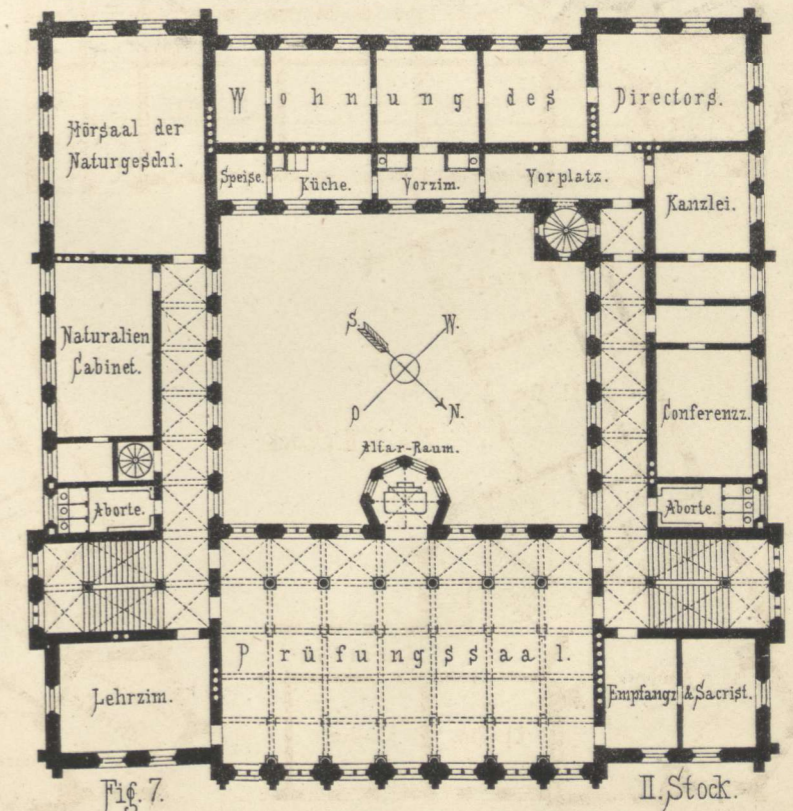 Wohnung des Directors.
Hörsaal der
Naturgeschi.
Speise.
Küche.
Vorzim.
Vorplatz.
Kanzlei.
Naturalien
Cabinet.
S.
W.
O
N.
Altar-Raum.
Conferenzz.
Aborte.
Aborte.
Prüfungssaal.
Lehrzim.
Empfangz & Sacrist.
Fig. 7.
II. Stock.